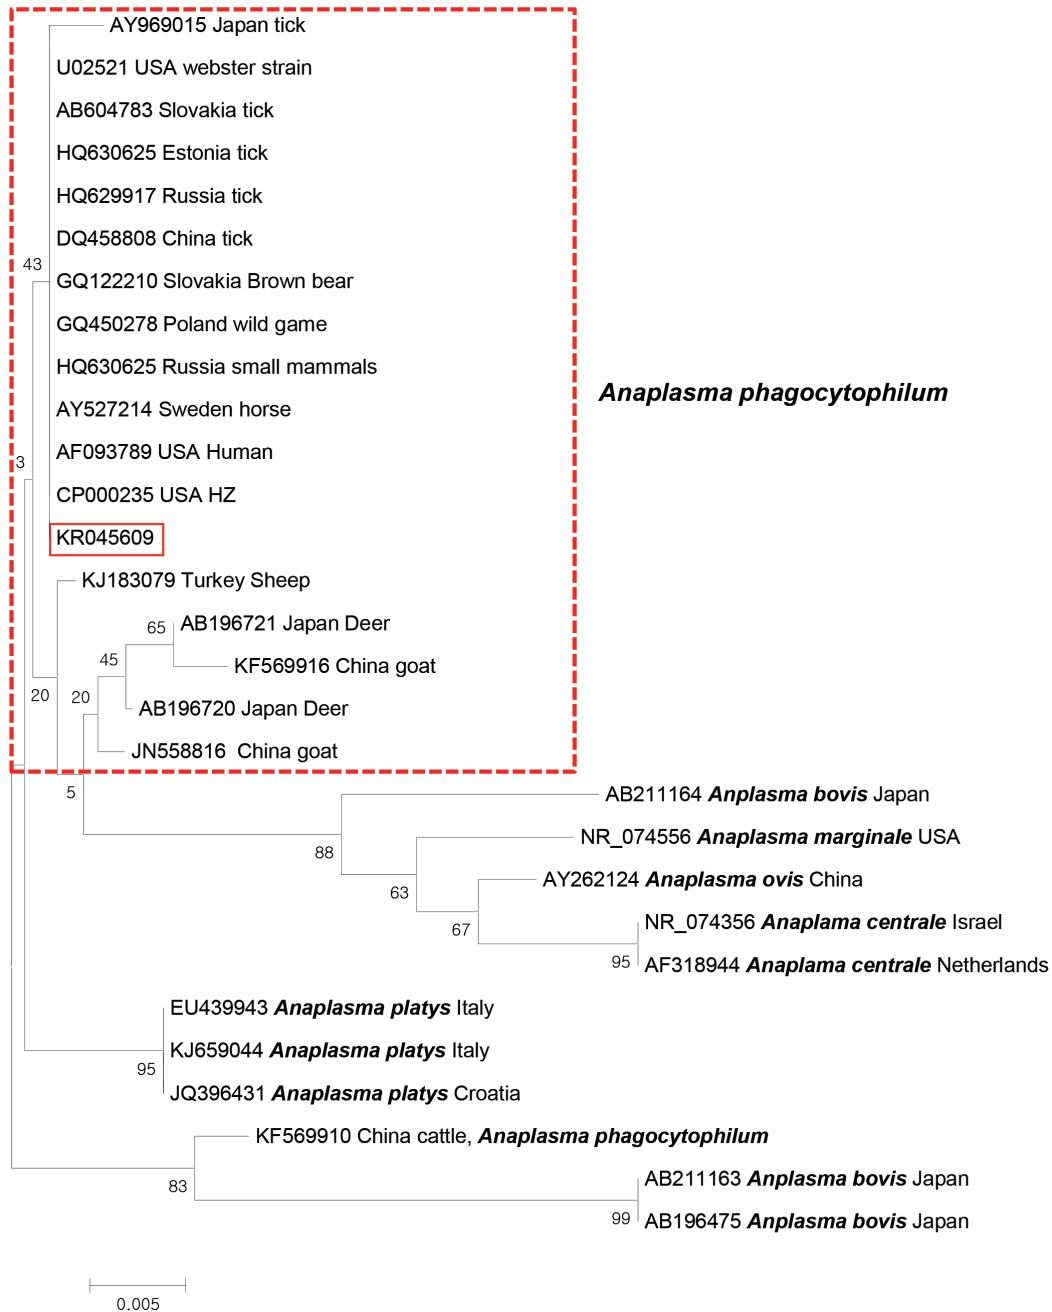 AY969015 Japan tick
U02521 USA webster strain
AB604783 Slovakia tick
HQ630625 Estonia tick
HQ629917 Russia tick
DQ458808 China tick
43
GQ122210 Slovakia Brown bear
GQ450278 Poland wild game
HQ630625 Russia small mammals
Anaplasma phagocytophilum
AY527214 Sweden horse
AF093789 USA Human
3
CP000235 USA HZ
KR045609
KJ183079 Turkey Sheep
AB196721 Japan Deer
65
45
KF569916 China goat
20
20
AB196720 Japan Deer
JN558816 China goat
5
AB211164 Anplasma bovis Japan
NR_074556 Anaplasma marginale USA
88
AY262124 Anaplasma ovis China
63
NR_074356 Anaplama centrale Israel
67
95
AF318944 Anaplama centrale Netherlands
EU439943 Anaplasma platys Italy
KJ659044 Anaplasma platys Italy
95
JQ396431 Anaplasma platys Croatia
KF569910 China cattle, Anaplasma phagocytophilum
83
AB211163 Anplasma bovis Japan
99
AB196475 Anplasma bovis Japan
0.005